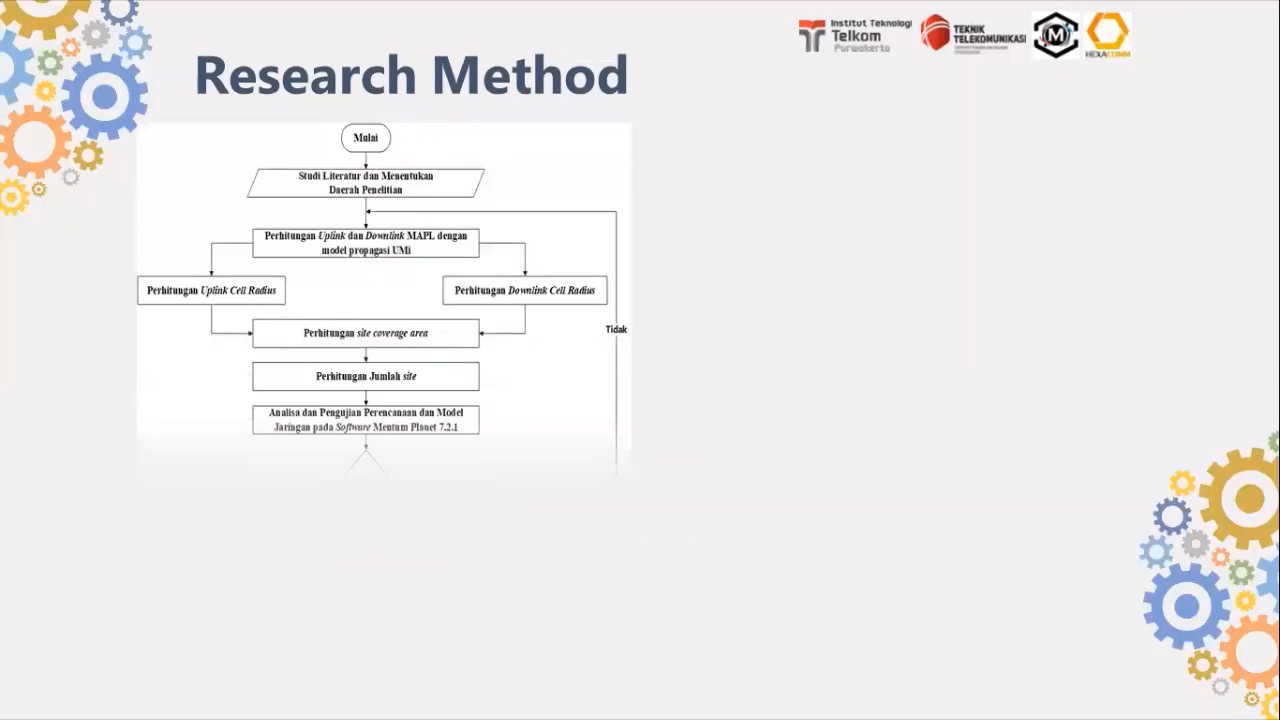 Institut Teknologi
Telkom
Purwokerto
TEKNIK
TELEKOMUNIKASI
M
HEXACOMM
Research Method
Mulai
Studi Literatur dan Menentukan
Daerah Penelitian
Perhitungan Uplink dan Downlink MAPL dengan
model propagasi UMi
Perhitungan Uplink Cell Radius
Perhitungan Downlink Cell Radius
Perhitungan site coverage area
Tidak
Perhitungan Jumlah site
Analisa dan Pengujian Perencanaan dan Model
Jaringan pada Software Mentum Planet 7.2.1